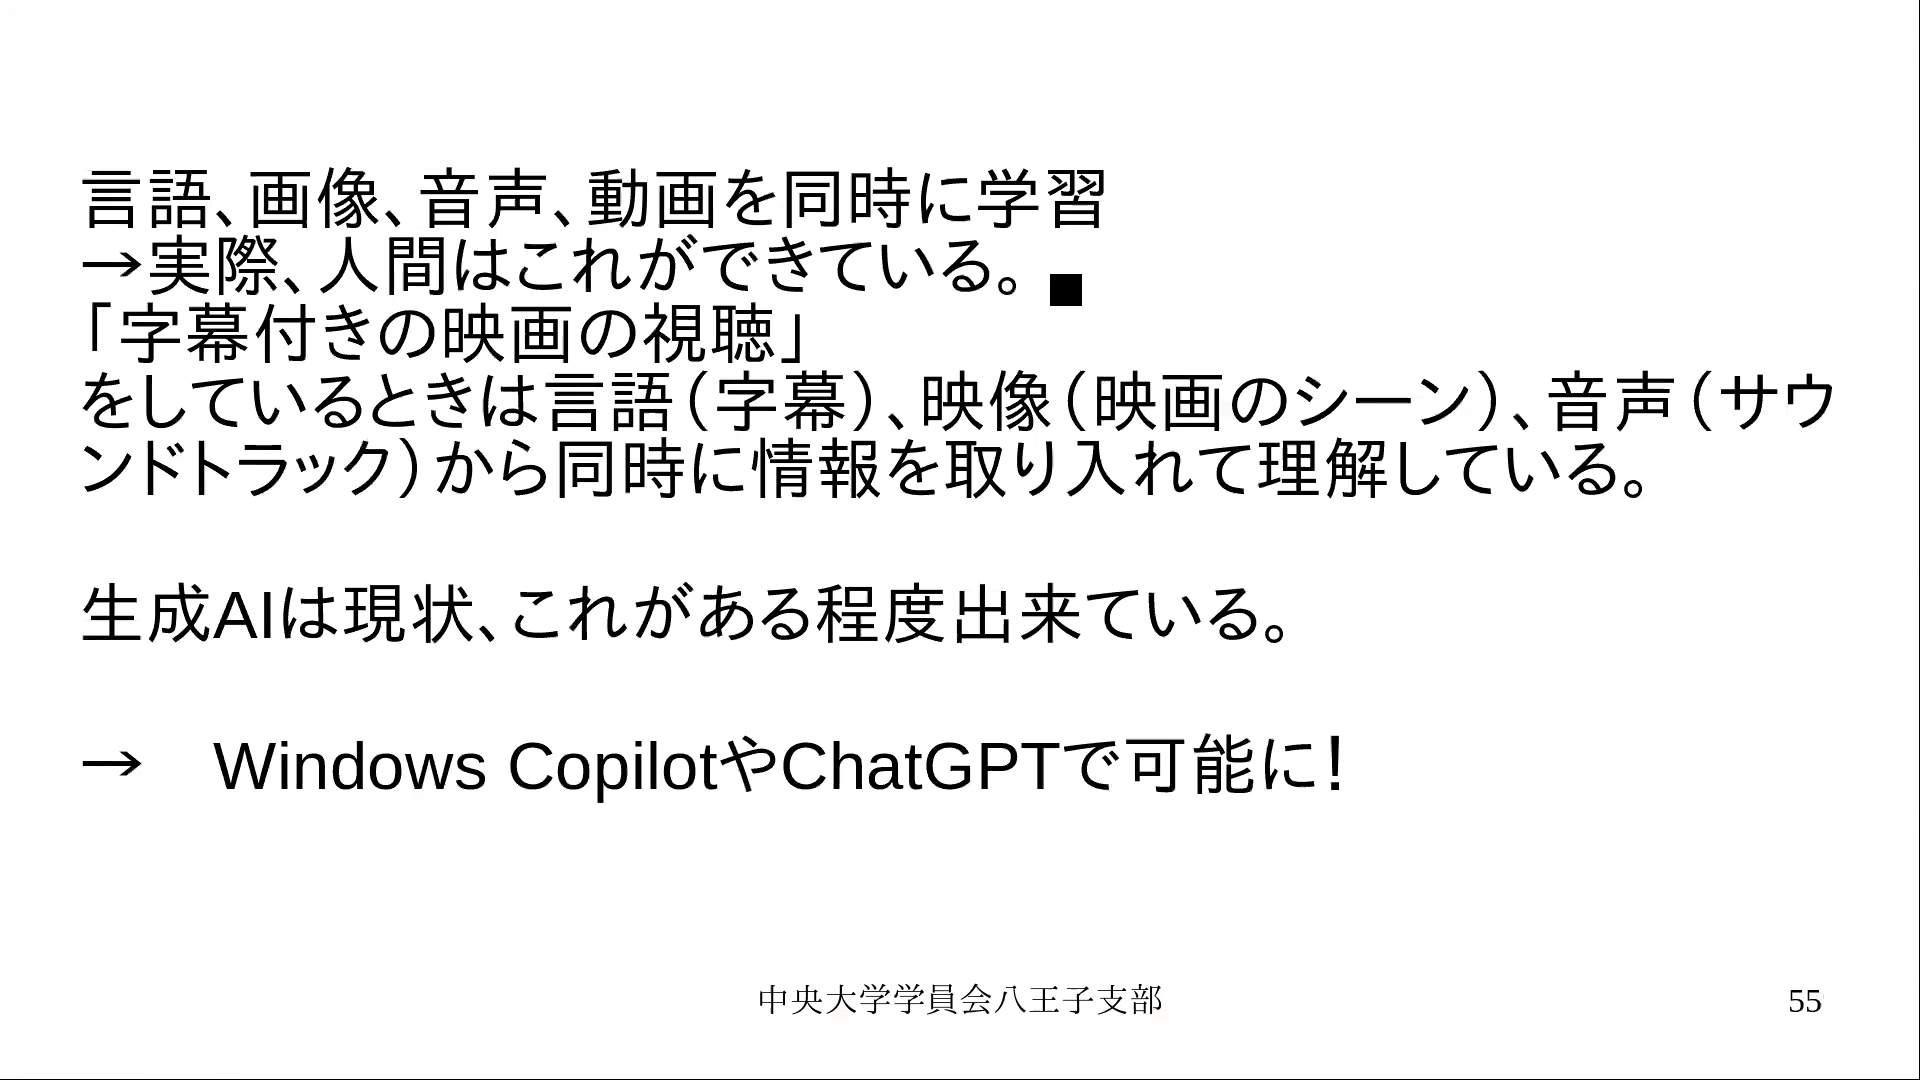 言語、画像、音声、動画を同時に学習
→実際、人間はこれができている。■
「字幕付きの映画の視聴」
をしているときは言語（字幕）、映像（映画のシーン）、音声（サウ
ンドトラック）から同時に情報を取り入れて理解している。
生成AIは現状、これがある程度出来ている。
→　Windows CopilotやChatGPTで可能に！
中央大学学員会八王子支部
55